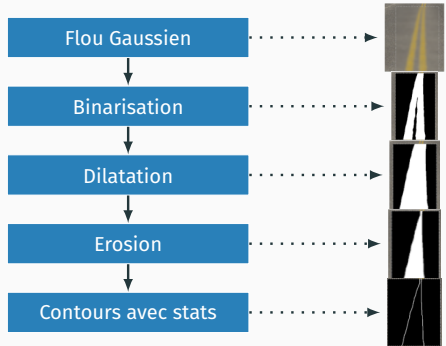 Flou Gaussien
Binarisation
Dilatation
Erosion
Contours avec stats